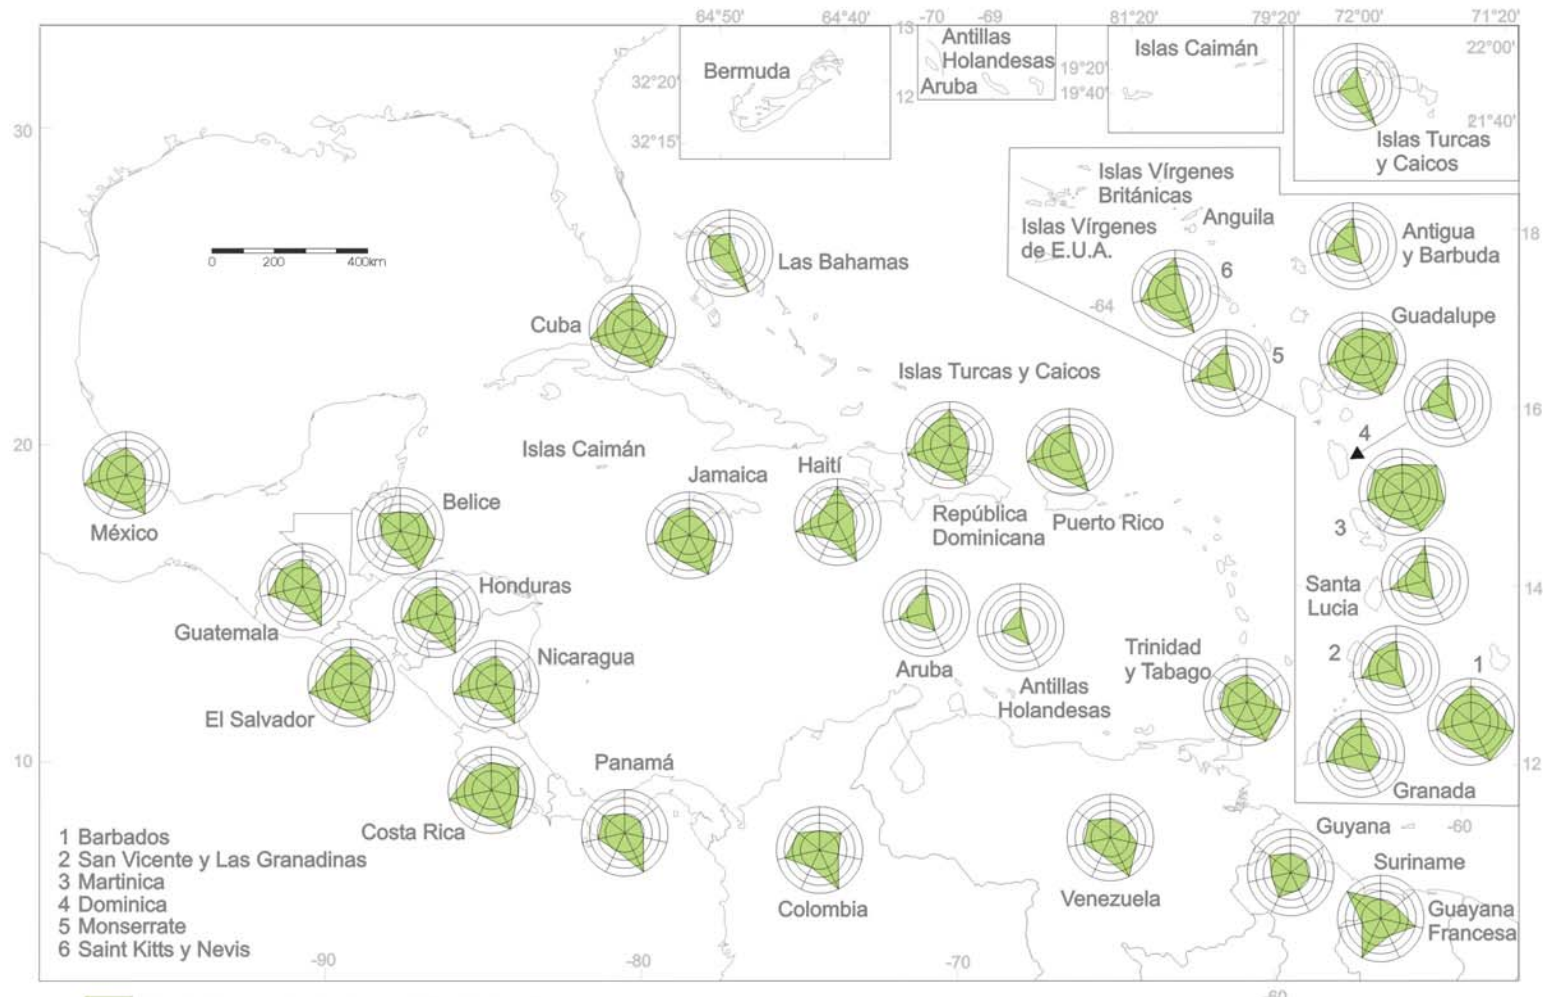 64°50' 64°40' -70 -69 81°20' 79°20' 72°00' 71°20'
13
Antillas
Holandesas
Aruba
12
Bermuda
32°20'
32°15'
Islas Caimán
19°20'
19°40'
22°00'
21°40'
Islas Turcas
y Caicos
30
Islas Vírgenes
Británicas
Anguila
Islas Vírgenes
de E.U.A.
6
-64
5
Antigua
y Barbuda
18
Guadalupe
0 200 400km
Las Bahamas
Cuba
Islas Turcas y Caicos
16
20
4
Islas Caimán
Jamaica
Haití
México
Belice
República
Dominicana
Puerto Rico
3
Honduras
Santa
Lucia
14
Guatemala
Nicaragua
Aruba
Antillas
Holandesas
Trinidad
y Tabago
2
1
El Salvador
10
Panamá
12
Granada
Costa Rica
Guyana
-60
Suriname
1 Barbados
2 San Vicente y Las Granadinas
3 Martinica
4 Dominica
5 Monserrate
6 Saint Kitts y Nevis
Colombia
Venezuela
Guayana
Francesa
-90 -80 -70
-60